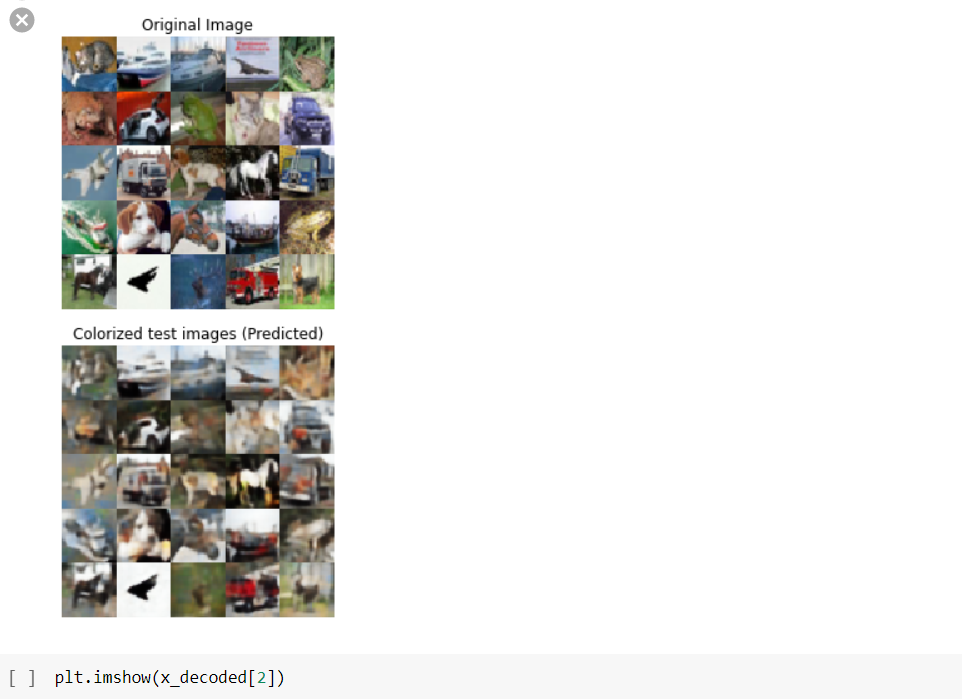 Original Image
Colorized test images (Predicted)
[ ] plt.imshow(x_decoded[2])